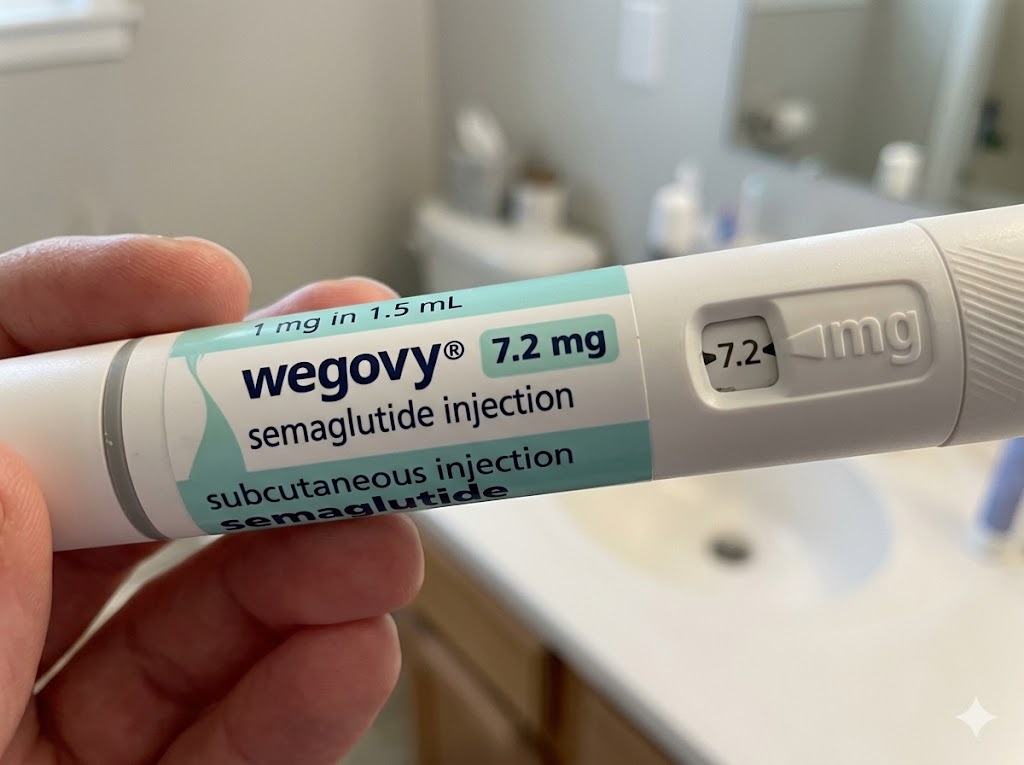 1 mg in 1.5 mL
wegovy® 7.2 mg
semaglutide injection
subcutaneous injection
semaglutide
7.2
mg